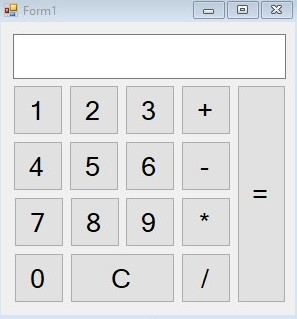 Form1
1 2 3 +
4 5 6 -
=
7 8 9 *
0 C /